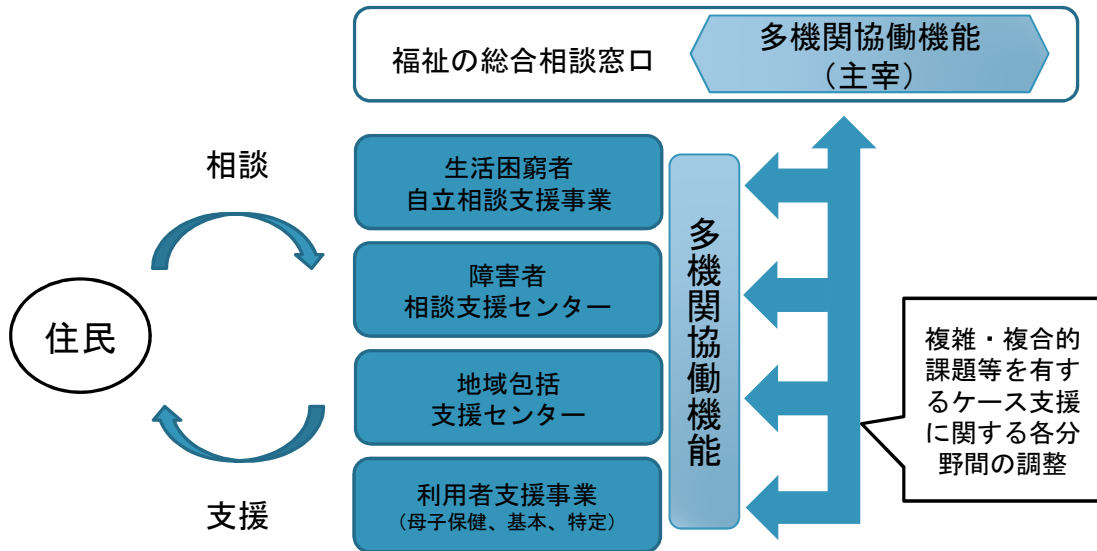 福祉の総合相談窓口
多機関協働機能
（主宰）
相談
住民
支援
生活困窮者
自立相談支援事業
障害者
相談支援センター
地域包括
支援センター
利用者支援事業
（母子保健、基本、特定）
多機関協働機能
複雑・複合的
課題等を有す
るケース支援
に関する各分
野間の調整